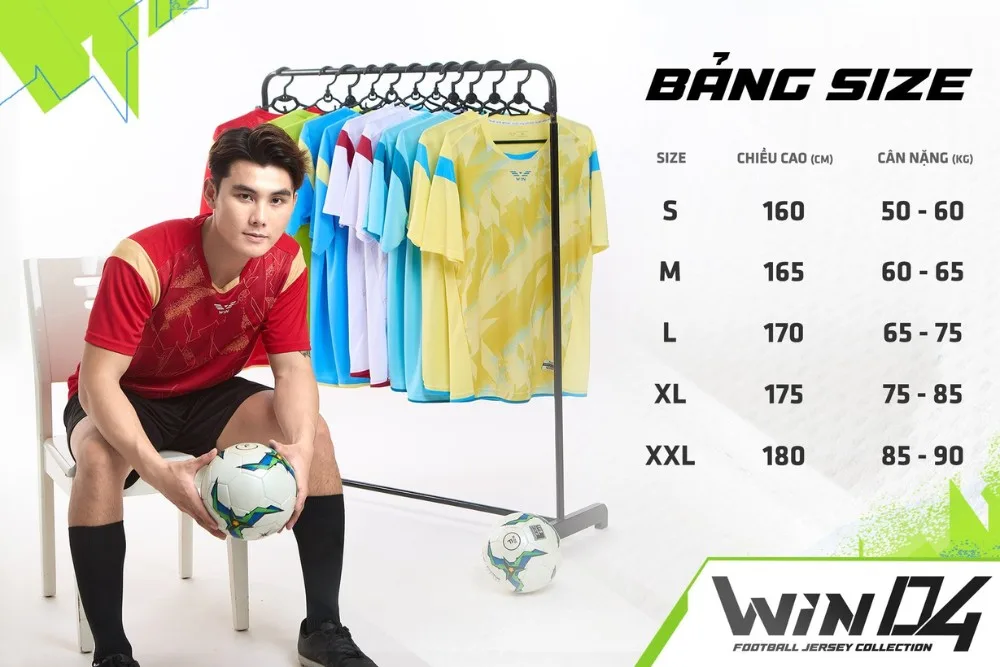 BẢNG SIZE
SIZE CHIỀU CAO (CM) CÂN NẶNG (KG)
S 160 50 - 60
M 165 60 - 65
L 170 65 - 75
XL 175 75 - 85
XXL 180 85 - 90
WiN 04
FOOTBALL JERSEY COLLECTION